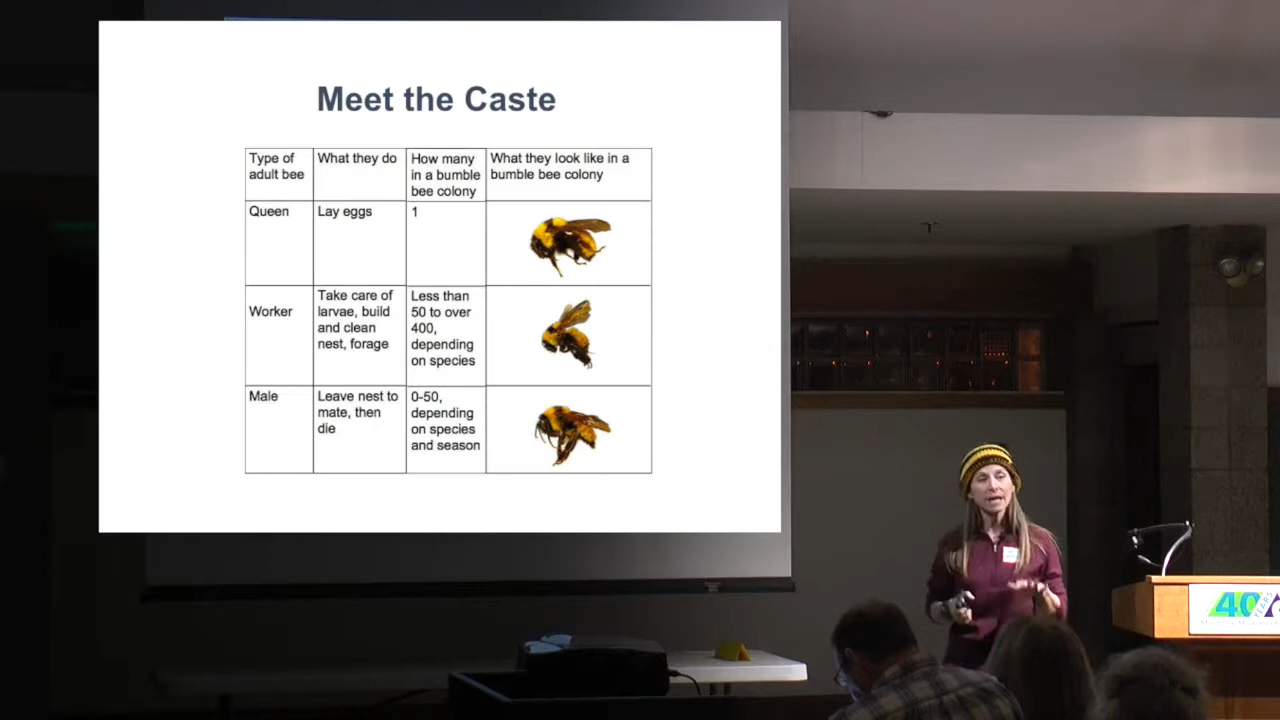 Meet the Caste
Type of
adult bee
What they do
How many
in a bumble
bee colony
What they look like in a
bumble bee colony
Queen
Lay eggs
1
Worker
Take care of
larvae, build
and clean
nest, forage
Less than
50 to over
400,
depending
on species
Male
Leave nest to
mate, then
die
0-50,
depending
on species
and season
40
YEARS